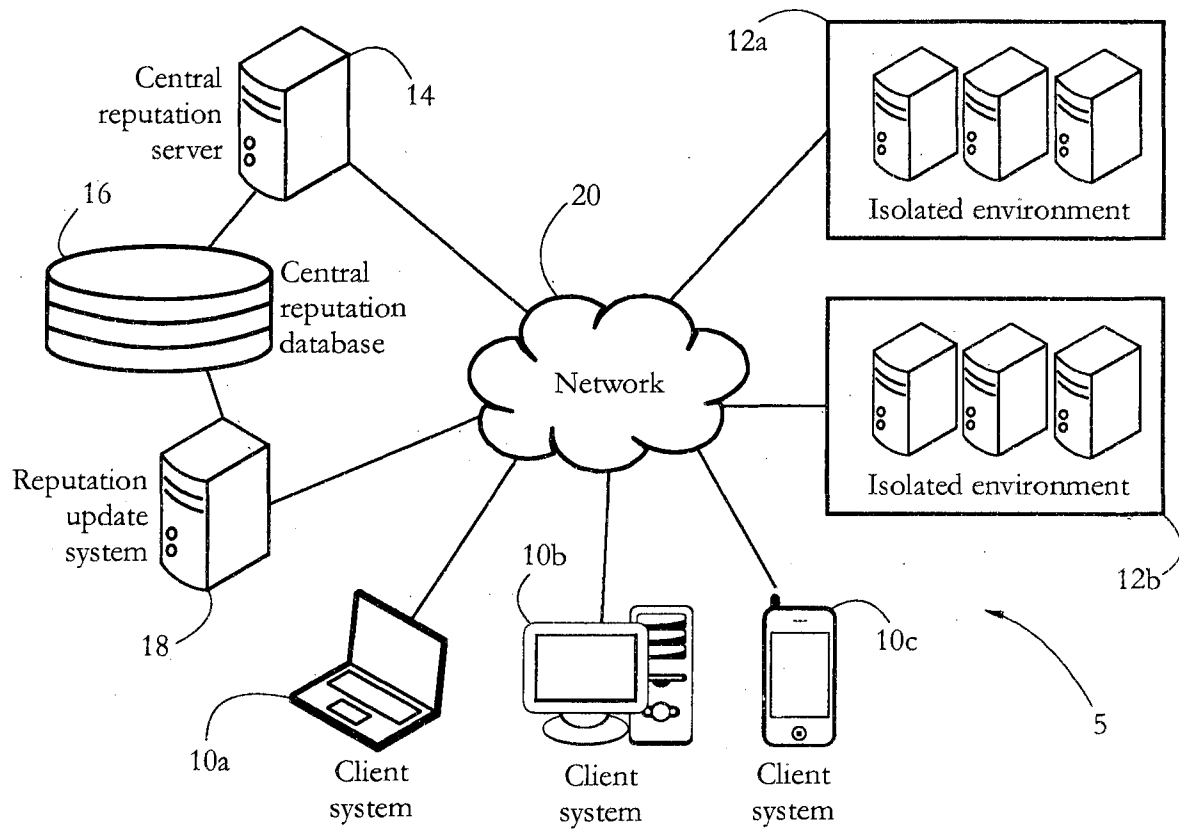 12a
Central
reputation
server
14
Isolated environment
16
20
Central
reputation
database
Network
Isolated environment
Reputation
update
system
18
10b
12b
10c
5
10a
Client
system
Client
system
Client
system